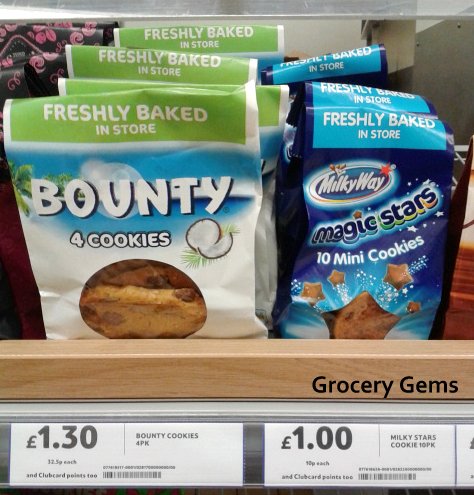 FRESHLY BAKED
IN STORE
FRESHLY BAKED
IN STORE
FRESHLY BAKED
IN STORE
BOUNTY
4 COOKIES
FRESHLY BAKED
IN STORE
FRESHLY BAKED
IN STORE
FRESHLY BAKED
IN STORE
MilkyWay
magic stars
10 Mini Cookies
Grocery Gems
£1.30
32.5p each
and Clubcard points too
BOUNTY COOKIES
4PK
£1.00
10p each
and Clubcard points too
MILKY STARS
COOKIE 10PK